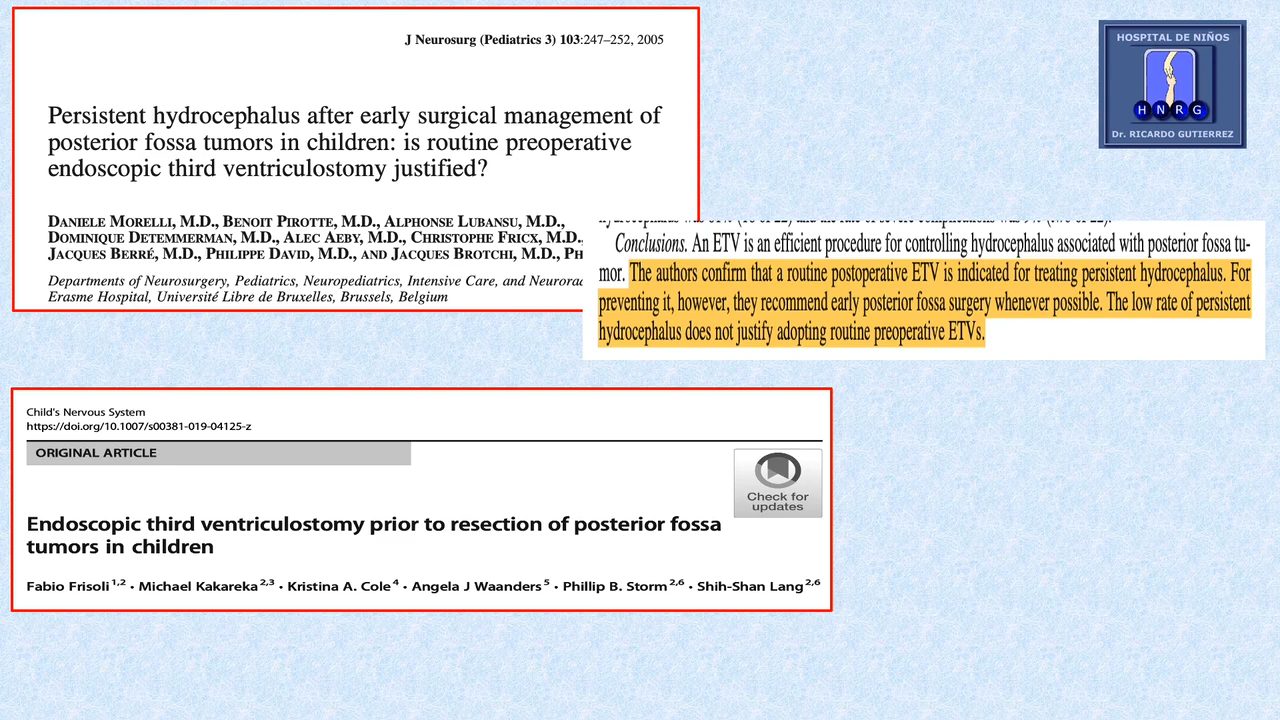 J Neurosurg (Pediatrics 3) 103:247–252, 2005
Persistent hydrocephalus after early surgical management of
posterior fossa tumors in children: is routine preoperative
endoscopic third ventriculostomy justified?
DANIELE MORELLI, M.D., BENOIT PIROTTE, M.D., ALPHONSE LUBANSU, M.D.,
DOMINIQUE DETEMMERMAN, M.D., ALEC AEBY, M.D., CHRISTOPHE FRICX, M.D.,
JACQUES BERRÉ, M.D., PHILIPPE DAVID, M.D., AND JACQUES BROTCHI, M.D., PH
Departments of Neurosurgery, Pediatrics, Neuropediatrics, Intensive Care, and Neurorad
Erasme Hospital, Université Libre de Bruxelles, Brussels, Belgium
HOSPITAL DE NIÑOS
H N R G
Dr. RICARDO GUTIERREZ
Conclusions. An ETV is an efficient procedure for controlling hydrocephalus associated with posterior fossa tu-
mor. The authors confirm that a routine postoperative ETV is indicated for treating persistent hydrocephalus. For
preventing it, however, they recommend early posterior fossa surgery whenever possible. The low rate of persistent
hydrocephalus does not justify adopting routine preoperative ETVs.
Child's Nervous System
https://doi.org/10.1007/s00381-019-04125-z
ORIGINAL ARTICLE
Check for
updates
Endoscopic third ventriculostomy prior to resection of posterior fossa
tumors in children
Fabio Frisoli 1,2 • Michael Kakareka 2,3 • Kristina A. Cole 4 • Angela J Waanders 5 • Phillip B. Storm 2,6 • Shih-Shan Lang 2,6